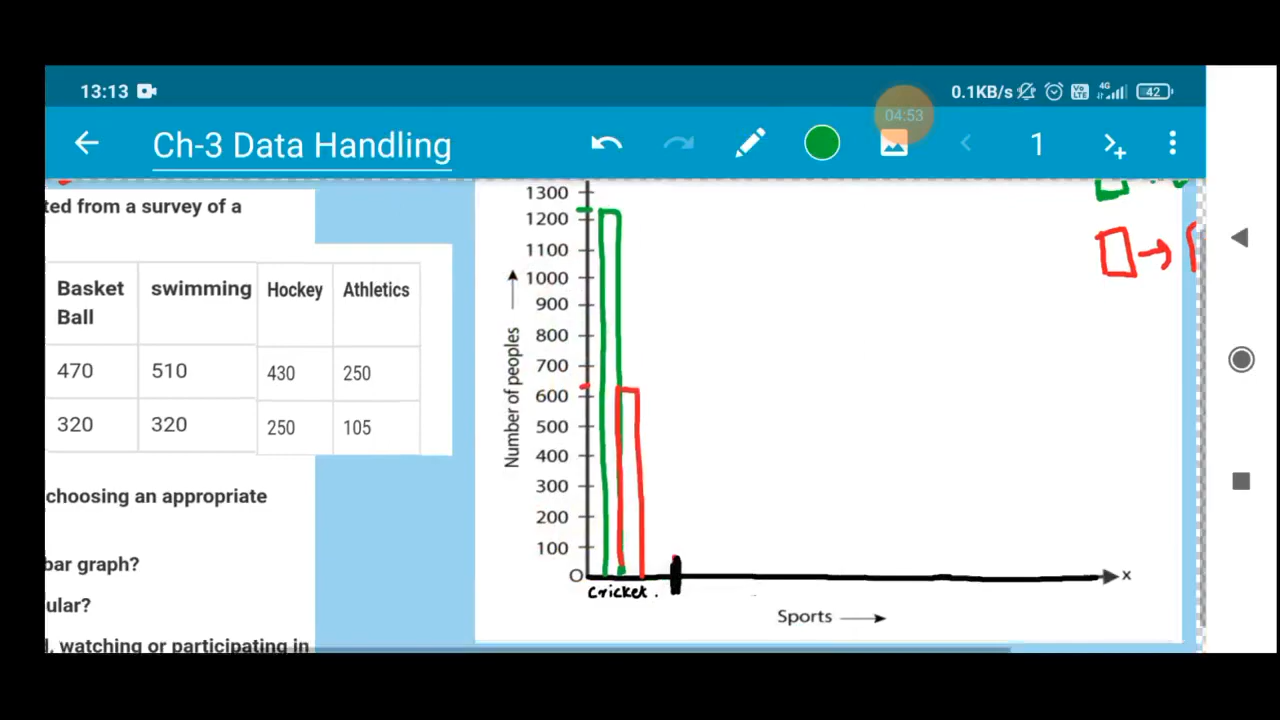 13:13
0.1KB/s 4G Vo LTE 42
04:53
Ch-3 Data Handling
1
ted from a survey of a
Basket Ball swimming Hockey Athletics
470 510 430 250
320 320 250 105
choosing an appropriate
bar graph?
ular?
l, watching or participating in
1300
1200
1100
1000
900
800
700
600
500
400
300
200
100
O
Number of peoples
x
Cricket.
Sports